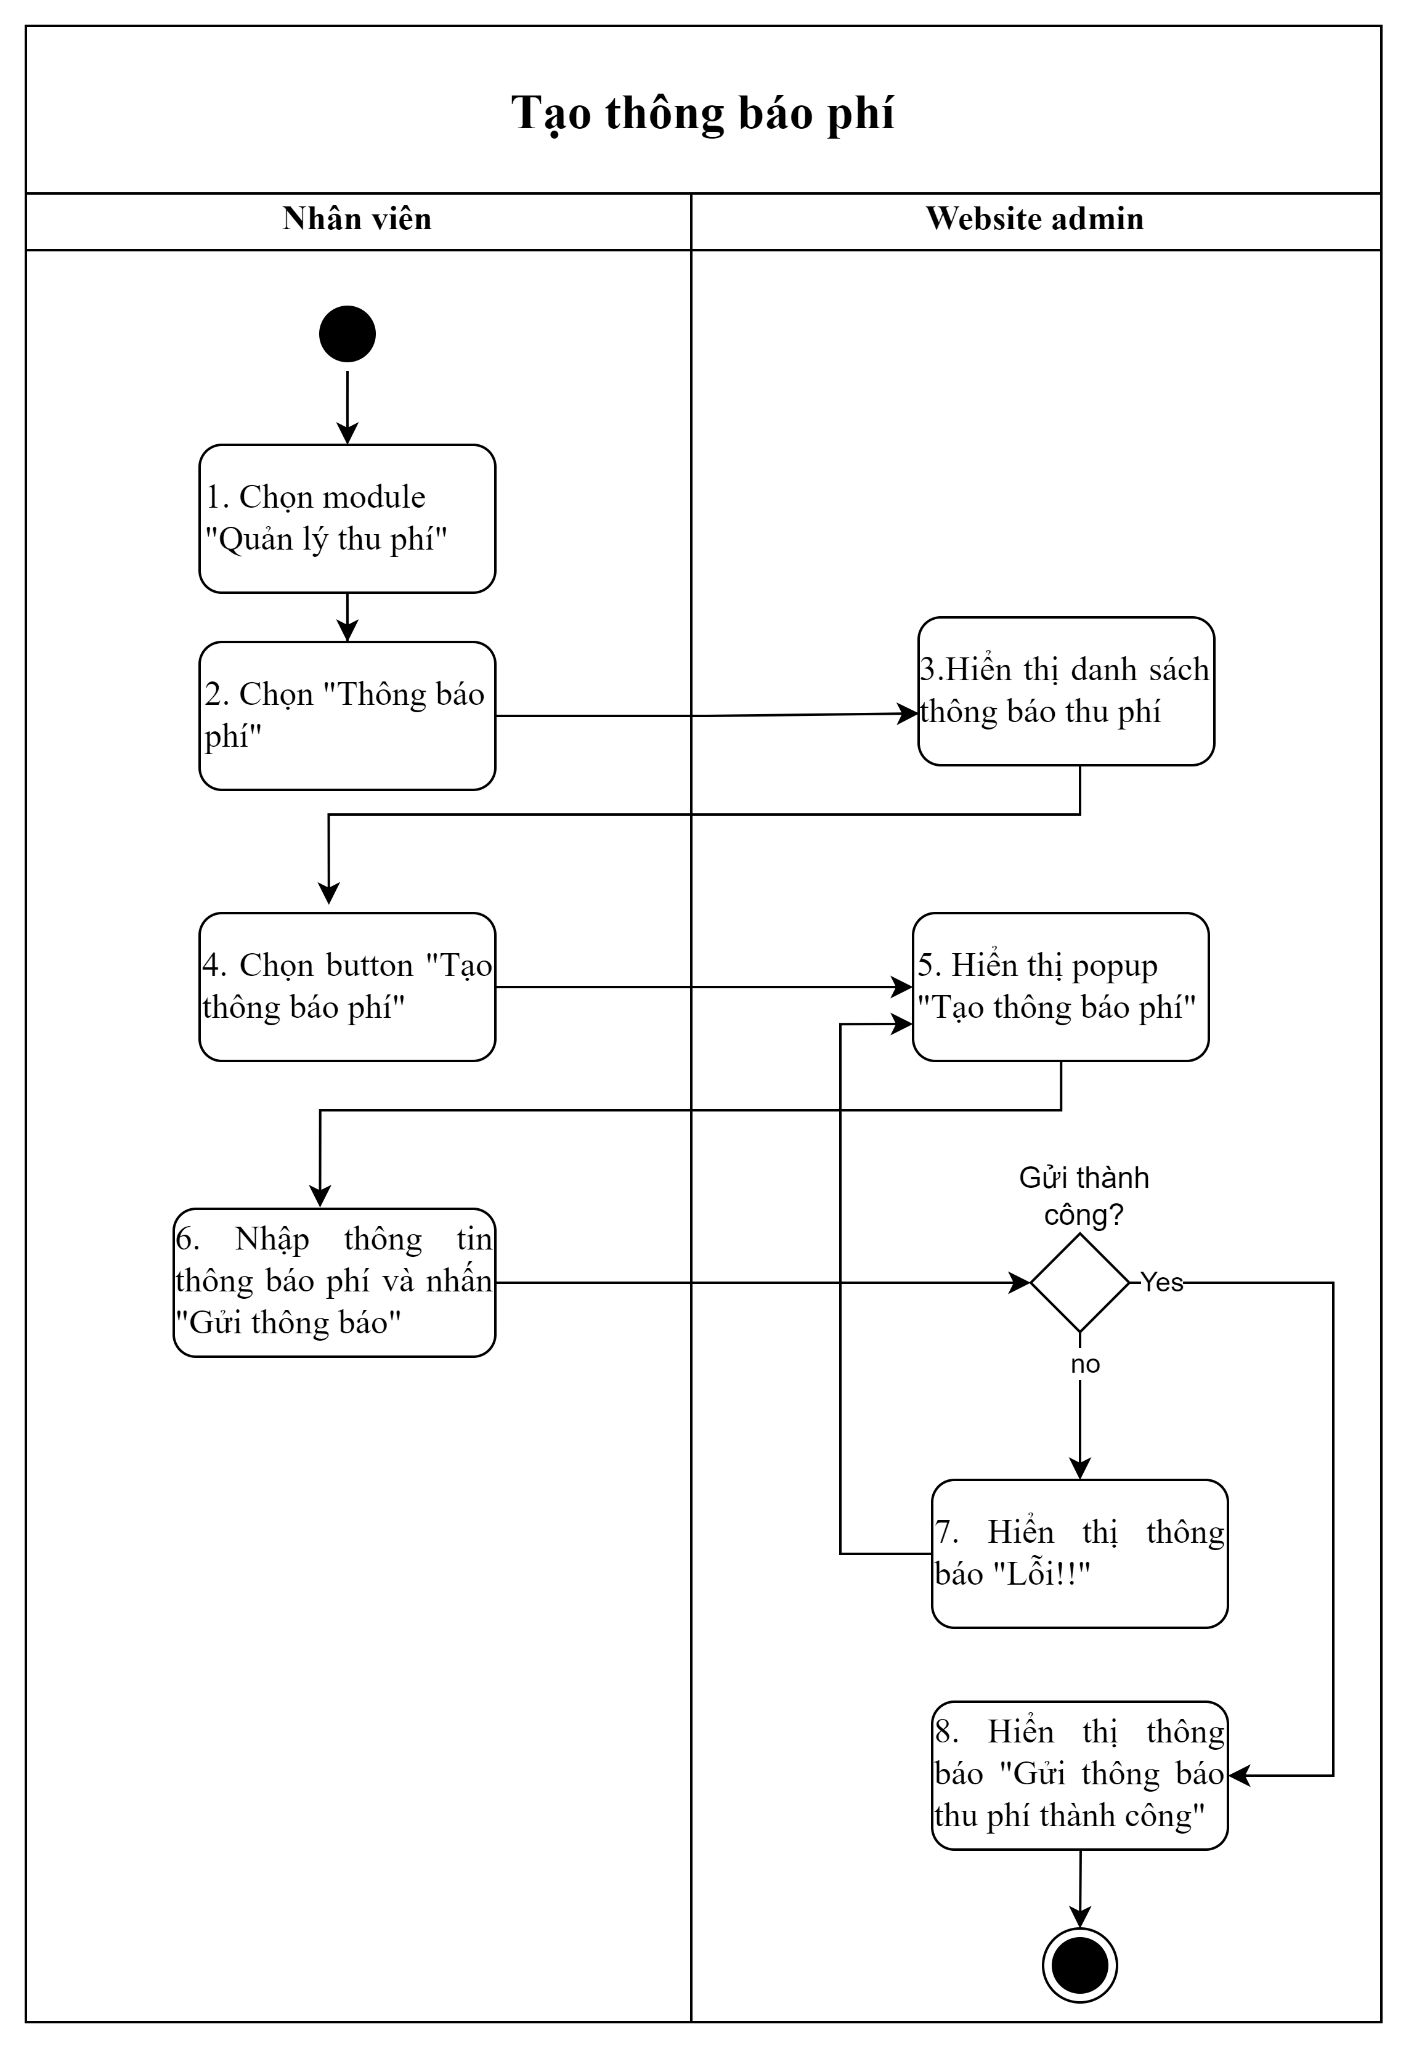 Tạo thông báo phí
Nhân viên
Website admin
1. Chọn module
"Quản lý thu phí"
2. Chọn "Thông báo
phí"
3.Hiển thị danh sách
thông báo thu phí
4. Chọn button "Tạo
thông báo phí"
5. Hiển thị popup
"Tạo thông báo phí"
6. Nhập thông tin
thông báo phí và nhấn
"Gửi thông báo"
Gửi thành
công?
Yes
no
7. Hiển thị thông
báo "Lỗi!!"
8. Hiển thị thông
báo "Gửi thông báo
thu phí thành công"